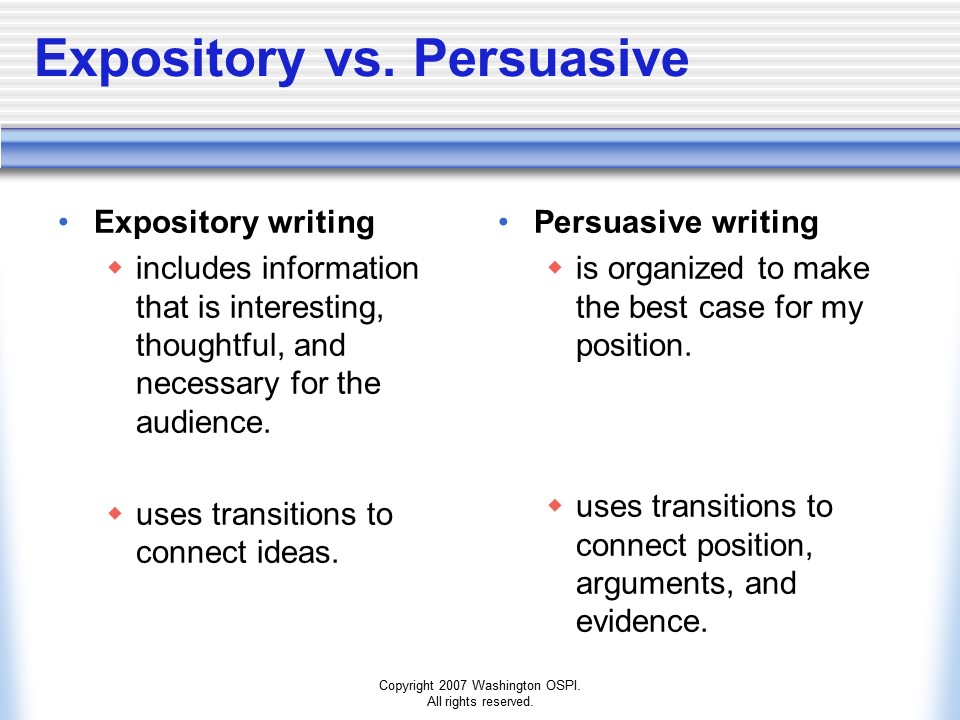 Expository vs. Persuasive
• Expository writing
◆ includes information
that is interesting,
thoughtful, and
necessary for the
audience.
◆ uses transitions to
connect ideas.
• Persuasive writing
◆ is organized to make
the best case for my
position.
◆ uses transitions to
connect position,
arguments, and
evidence.
Copyright 2007 Washington OSPI.
All rights reserved.